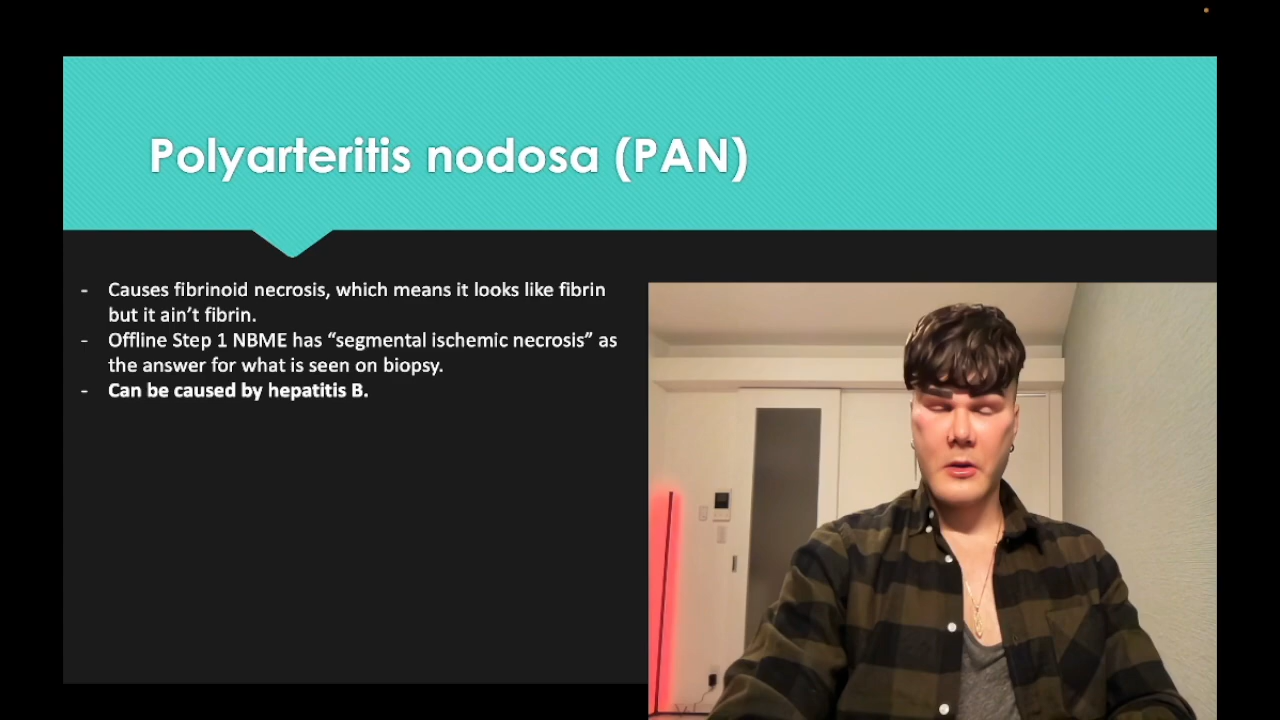 Polyarteritis nodosa (PAN)
- Causes fibrinoid necrosis, which means it looks like fibrin
but it ain’t fibrin.
- Offline Step 1 NBME has “segmental ischemic necrosis” as
the answer for what is seen on biopsy.
- Can be caused by hepatitis B.